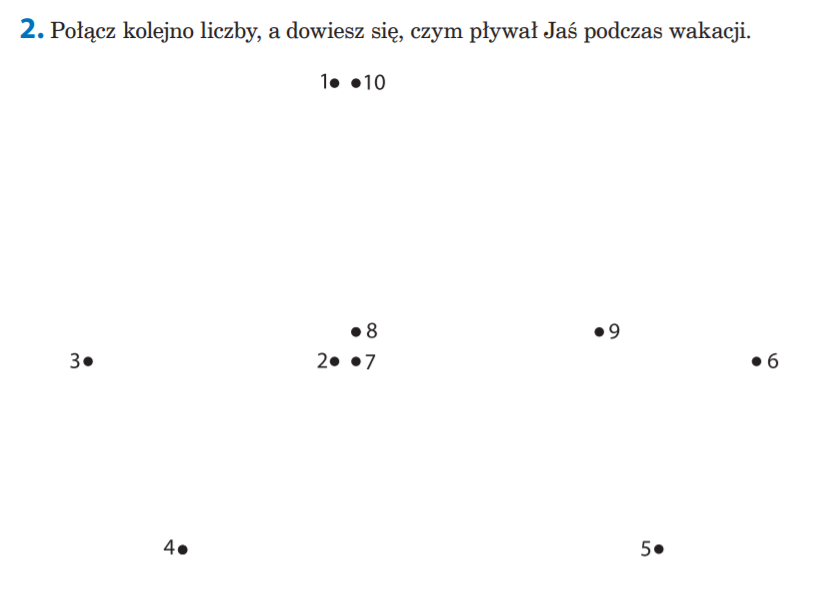 2. Połącz kolejno liczby, a dowiesz się, czym pływał Jaś podczas wakacji.
1 10
8 9
3 2 7 6
4 5